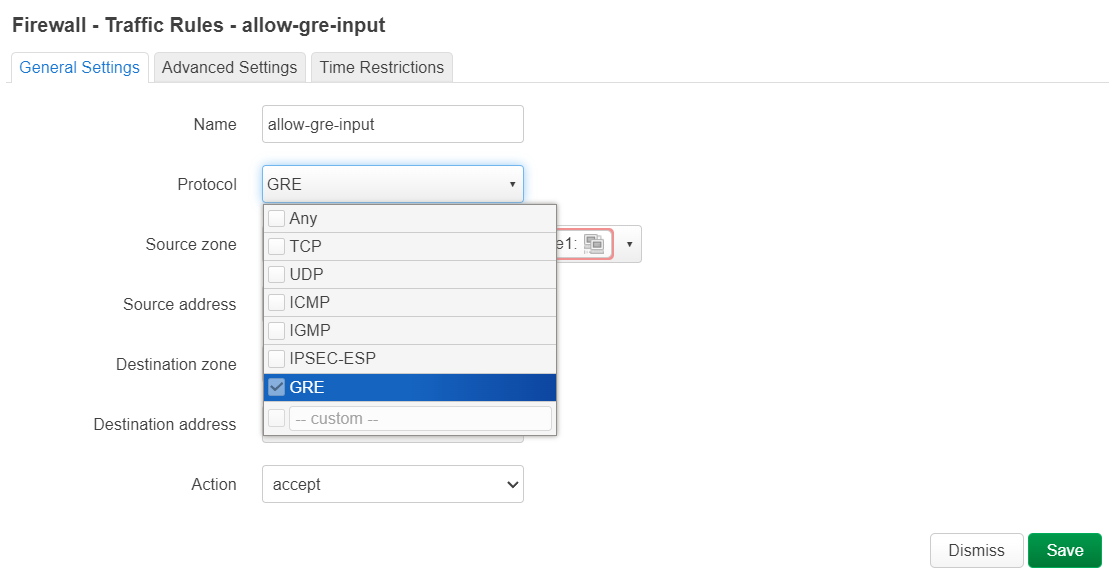 Firewall - Traffic Rules - allow-gre-input
General Settings
Advanced Settings
Time Restrictions
Name
allow-gre-input
Protocol
GRE
Any
TCP
UDP
ICMP
IGMP
IPSEC-ESP
GRE
-- custom --
Source zone
e1:
Source address
Destination zone
Destination address
Action
accept
Dismiss
Save